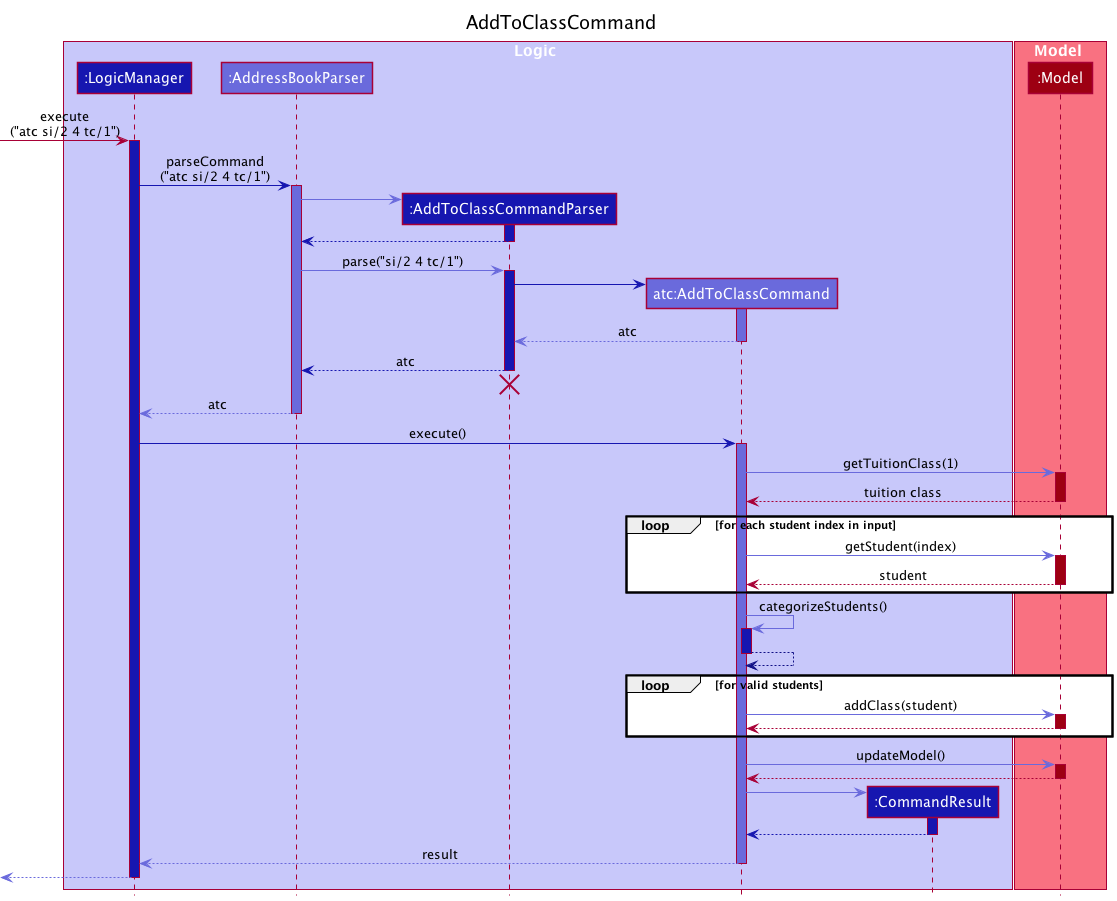 AddToClassCommand
Logic
Model
:LogicManager
:AddressBookParser
:Model
execute
("atc si/2 4 tc/1")
parseCommand
("atc si/2 4 tc/1")
:AddToClassCommandParser
parse("si/2 4 tc/1")
atc:AddToClassCommand
atc
atc
atc
execute()
getTuitionClass(1)
tuition class
loop
[for each student index in input]
getStudent(index)
student
categorizeStudents()
loop
[for valid students]
addClass(student)
updateModel()
:CommandResult
result